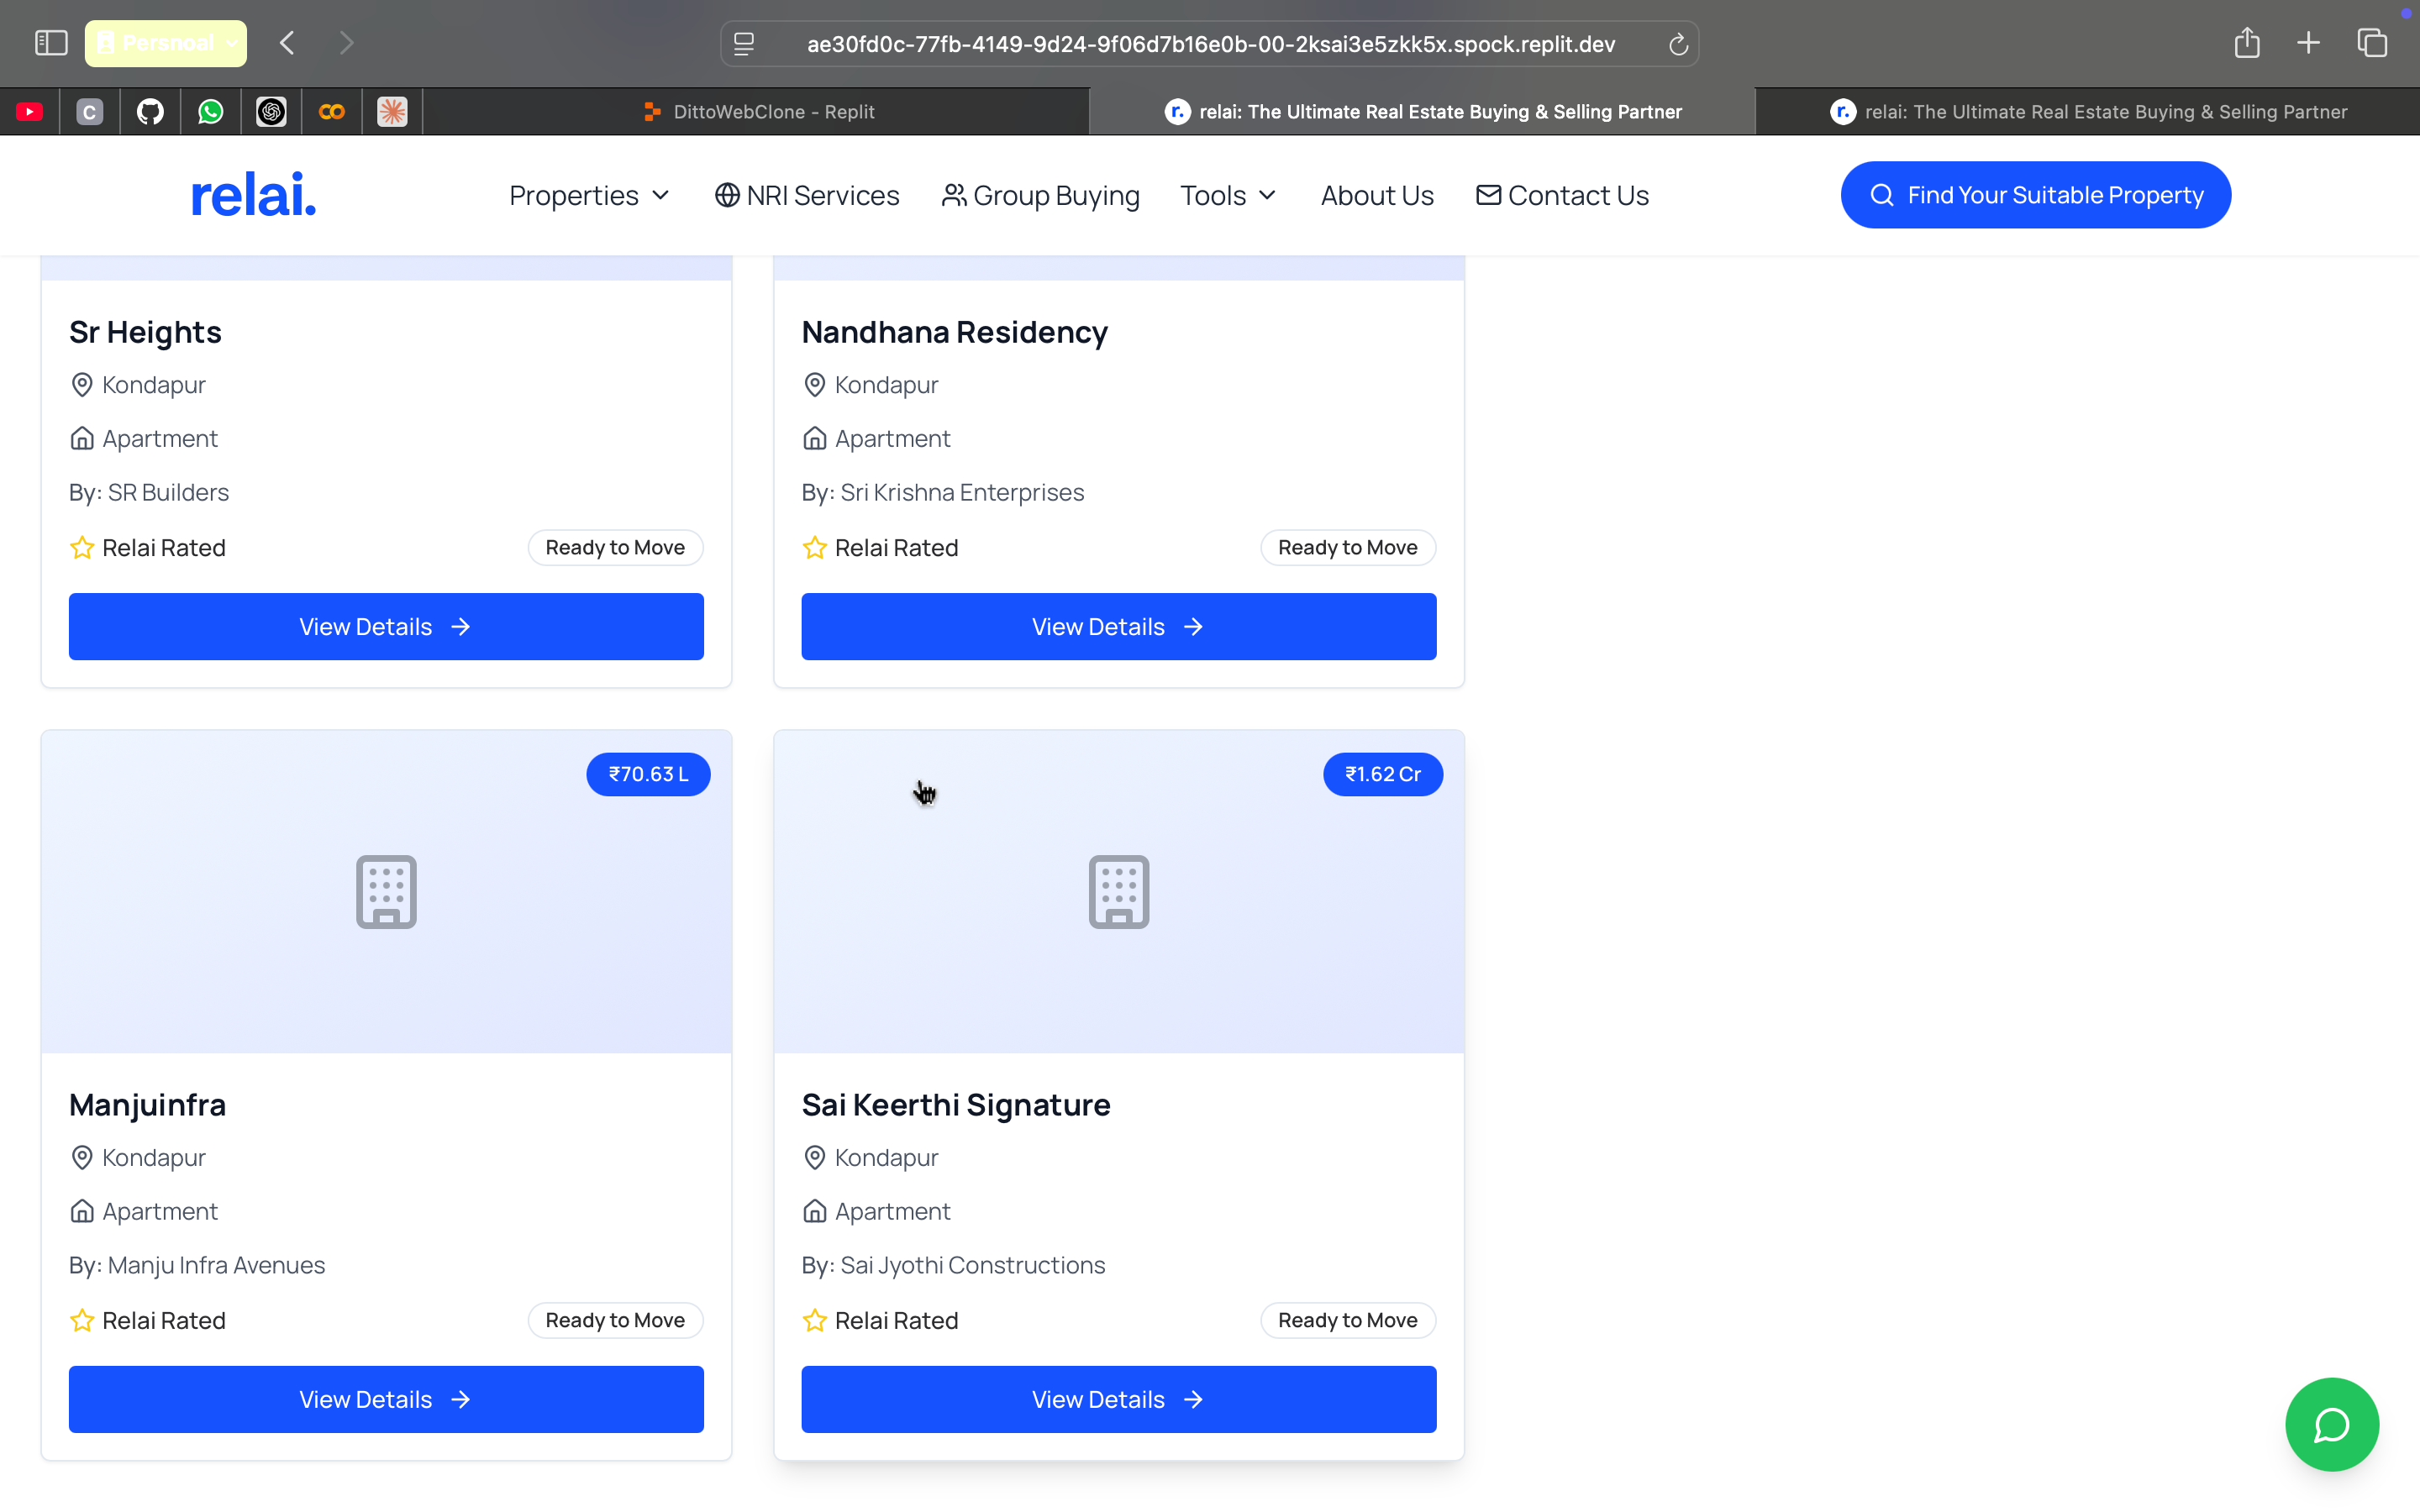 Persnoal
ae30fd0c-77fb-4149-9d24-9f06d7b16e0b-00-2ksai3e5zkk5x.spock.replit.dev
C
DittoWebClone - Replit
r.
relai: The Ultimate Real Estate Buying & Selling Partner
r.
relai: The Ultimate Real Estate Buying & Selling Partner
relai.
Properties
NRI Services
Group Buying
Tools
About Us
Contact Us
Find Your Suitable Property
Sr Heights
Kondapur
Apartment
By: SR Builders
Relai Rated
Ready to Move
View Details
Nandhana Residency
Kondapur
Apartment
By: Sri Krishna Enterprises
Relai Rated
Ready to Move
View Details
₹70.63 L
Manjuinfra
Kondapur
Apartment
By: Manju Infra Avenues
Relai Rated
Ready to Move
View Details
₹1.62 Cr
Sai Keerthi Signature
Kondapur
Apartment
By: Sai Jyothi Constructions
Relai Rated
Ready to Move
View Details